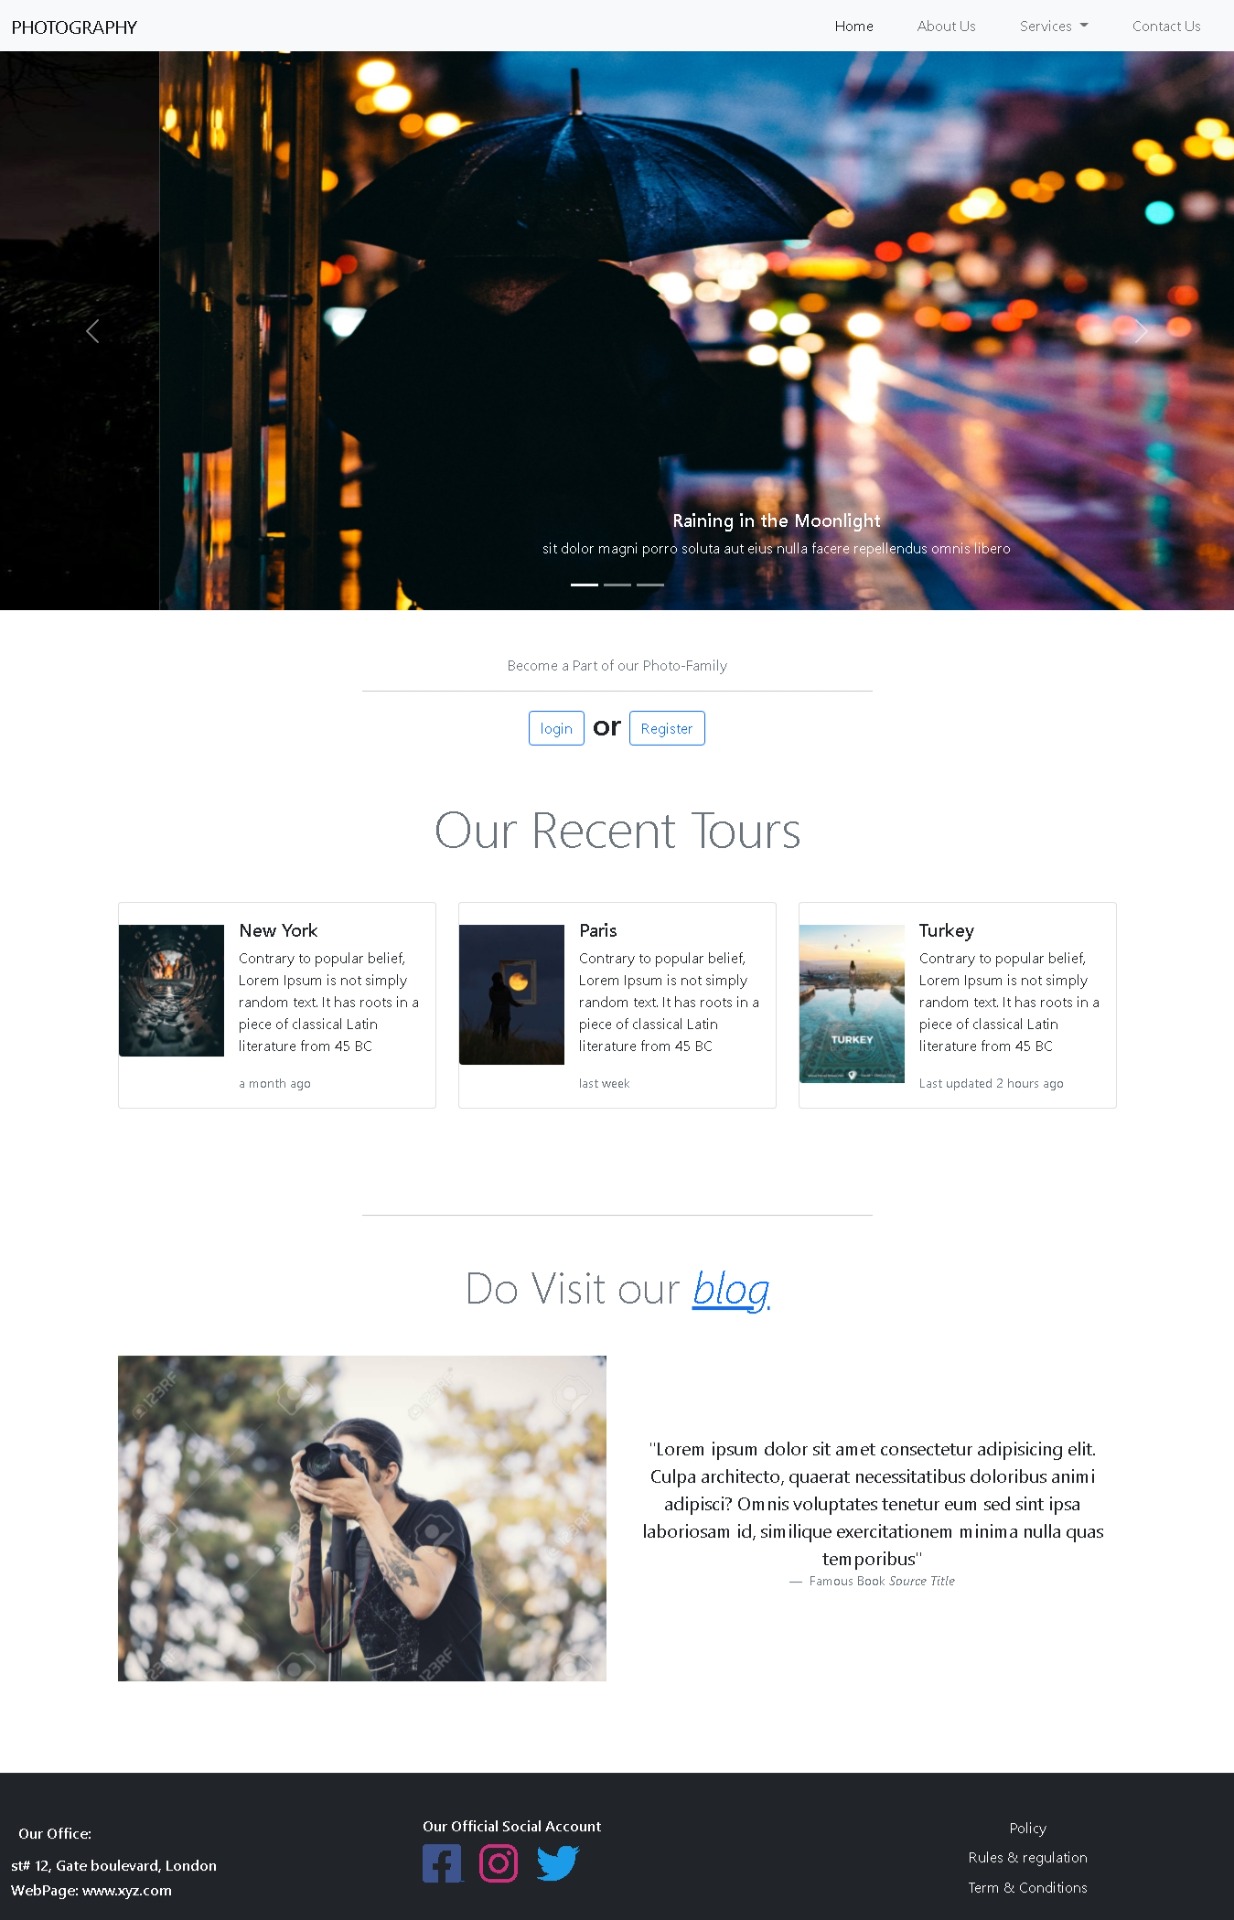 PHOTOGRAPHY
Home
About Us
Services
Contact Us
Raining in the Moonlight
sit dolor magni porro soluta aut eius nulla facere repellendus omnis libero
Become a Part of our Photo-Family
login or Register
Our Recent Tours
New York
Contrary to popular belief,
Lorem Ipsum is not simply
random text. It has roots in a
piece of classical Latin
literature from 45 BC
a month ago
Paris
Contrary to popular belief,
Lorem Ipsum is not simply
random text. It has roots in a
piece of classical Latin
literature from 45 BC
last week
TURKEY
Turkey
Contrary to popular belief,
Lorem Ipsum is not simply
random text. It has roots in a
piece of classical Latin
literature from 45 BC
Last updated 2 hours ago
Do Visit our blog.
123RF
123RF
123RF
123RF
"Lorem ipsum dolor sit amet consectetur adipisicing elit.
Culpa architecto, quaerat necessitatibus doloribus animi
adipisci? Omnis voluptates tenetur eum sed sint ipsa
laboriosam id, similique exercitationem minima nulla quas
temporibus"
— Famous Book Source Title
Our Office:
st# 12, Gate boulevard, London
WebPage: www.xyz.com
Our Official Social Account
Policy
Rules & regulation
Term & Conditions